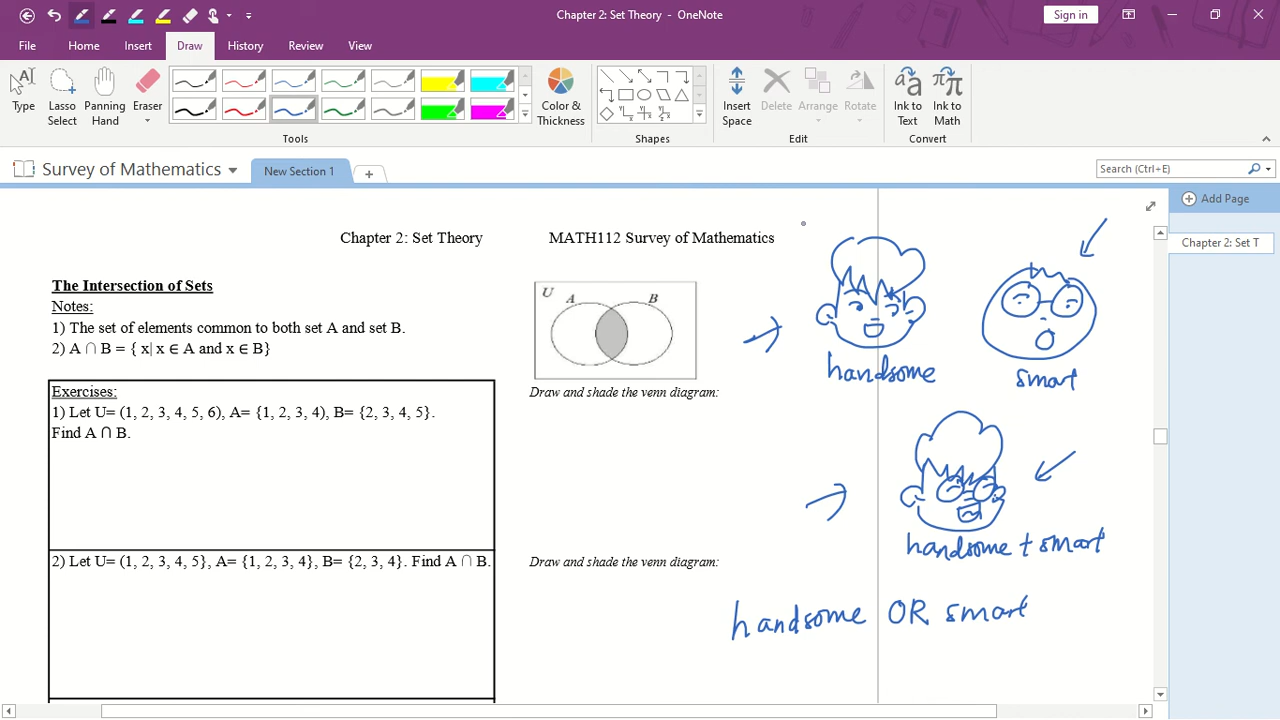 Chapter 2: Set Theory - OneNote
Sign in
File Home Insert Draw History Review View
Type
Lasso Select
Panning Hand
Eraser
Color & Thickness
Insert Space
Delete
Arrange
Rotate
Ink to Text
Ink to Math
Tools
Shapes
Edit
Convert
Survey of Mathematics
New Section 1
Search (Ctrl+E)
Add Page
Chapter 2: Set T
Chapter 2: Set Theory MATH112 Survey of Mathematics
The Intersection of Sets
Notes:
1) The set of elements common to both set A and set B.
2) A ∩ B = { x| x ∈ A and x ∈ B}
U A B
handsome
smart
Exercises:
1) Let U= (1, 2, 3, 4, 5, 6), A= {1, 2, 3, 4), B= {2, 3, 4, 5}.
Find A ∩ B.
Draw and shade the venn diagram:
handsome + smart
2) Let U= (1, 2, 3, 4, 5}, A= {1, 2, 3, 4}, B= {2, 3, 4}. Find A ∩ B.
Draw and shade the venn diagram:
handsome OR smart